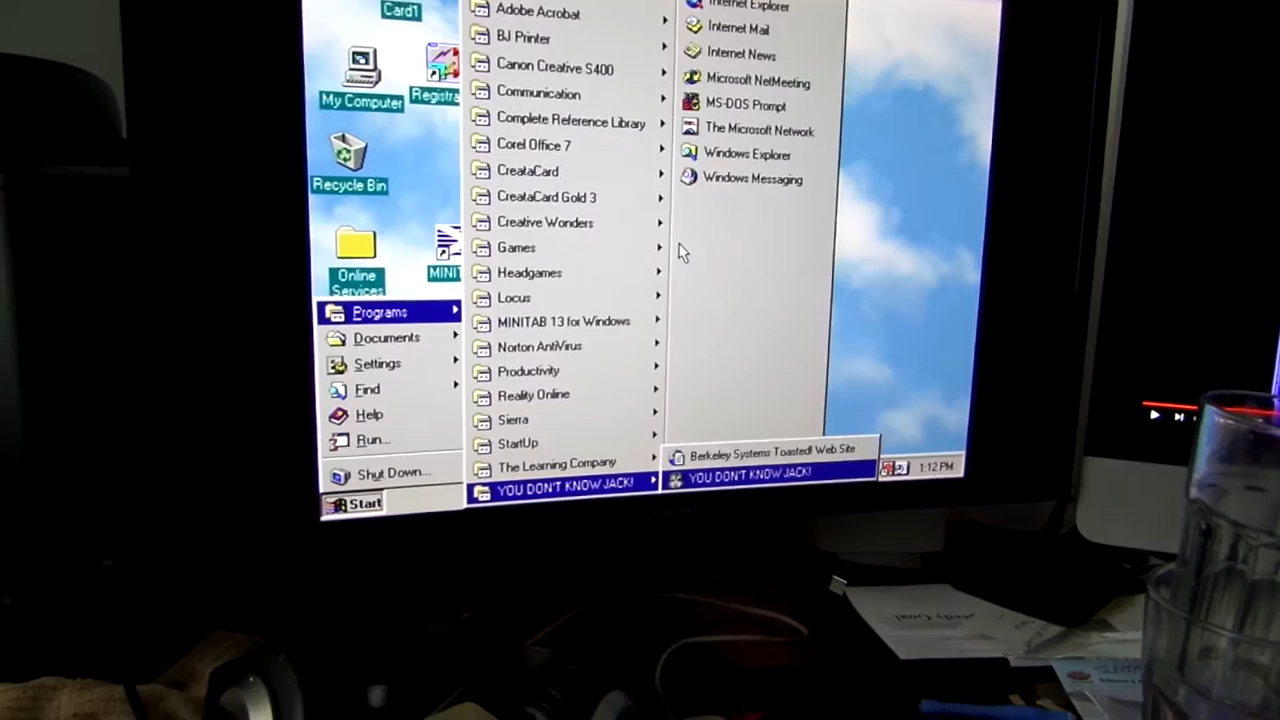 Card1
My Computer
Registra
Recycle Bin
Online
Services
MINIT
Programs
Documents
Settings
Find
Help
Run...
Shut Down...
Start
Adobe Acrobat
BJ Printer
Canon Creative S400
Communication
Complete Reference Library
Corel Office 7
CreataCard
CreataCard Gold 3
Creative Wonders
Games
Headgames
Locus
MINITAB 13 for Windows
Norton AntiVirus
Productivity
Reality Online
Sierra
StartUp
The Learning Company
YOU DON'T KNOW JACK!
Internet Explorer
Internet Mail
Internet News
Microsoft NetMeeting
MS-DOS Prompt
The Microsoft Network
Windows Explorer
Windows Messaging
Berkeley Systems Toasted! Web Site
YOU DON'T KNOW JACK!
1:12 PM
Goal